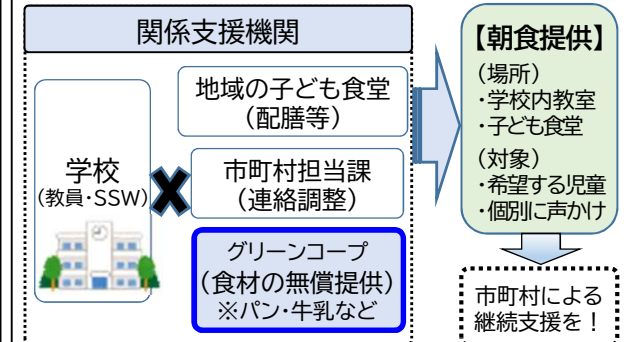 関係支援機関
学校
(教員・SSW)
地域の子ども食堂
(配膳等)
市町村担当課
(連絡調整)
グリーンコープ
(食材の無償提供)
※パン・牛乳など
【朝食提供】
(場所)
・学校内教室
・子ども食堂
(対象)
・希望する児童
・個別に声かけ
市町村による
継続支援を!